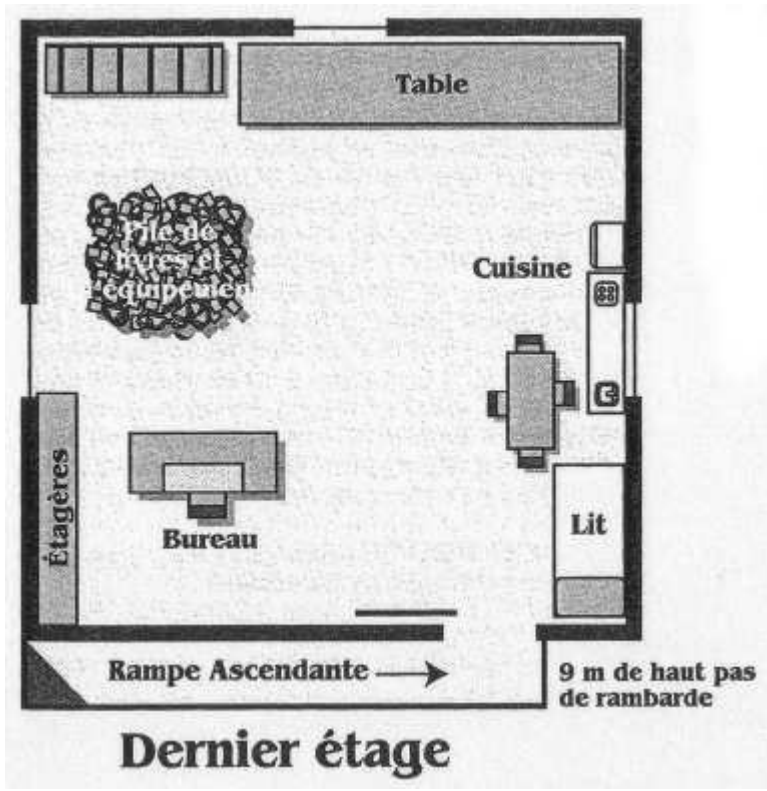 Table
Pile de
livres et
d'équipement
Cuisine
Étagères
Bureau
Lit
Rampe Ascendante
9 m de haut pas
de rambarde
Dernier étage